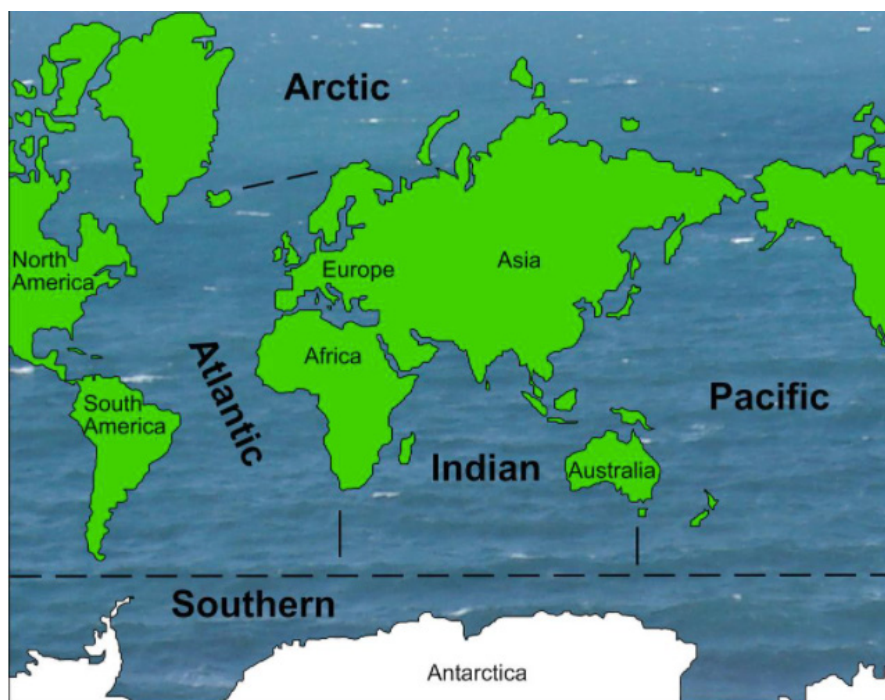 Arctic
North
America
Europe
Asia
Atlantic
Africa
South
America
Pacific
Indian
Australia
Southern
Antarctica